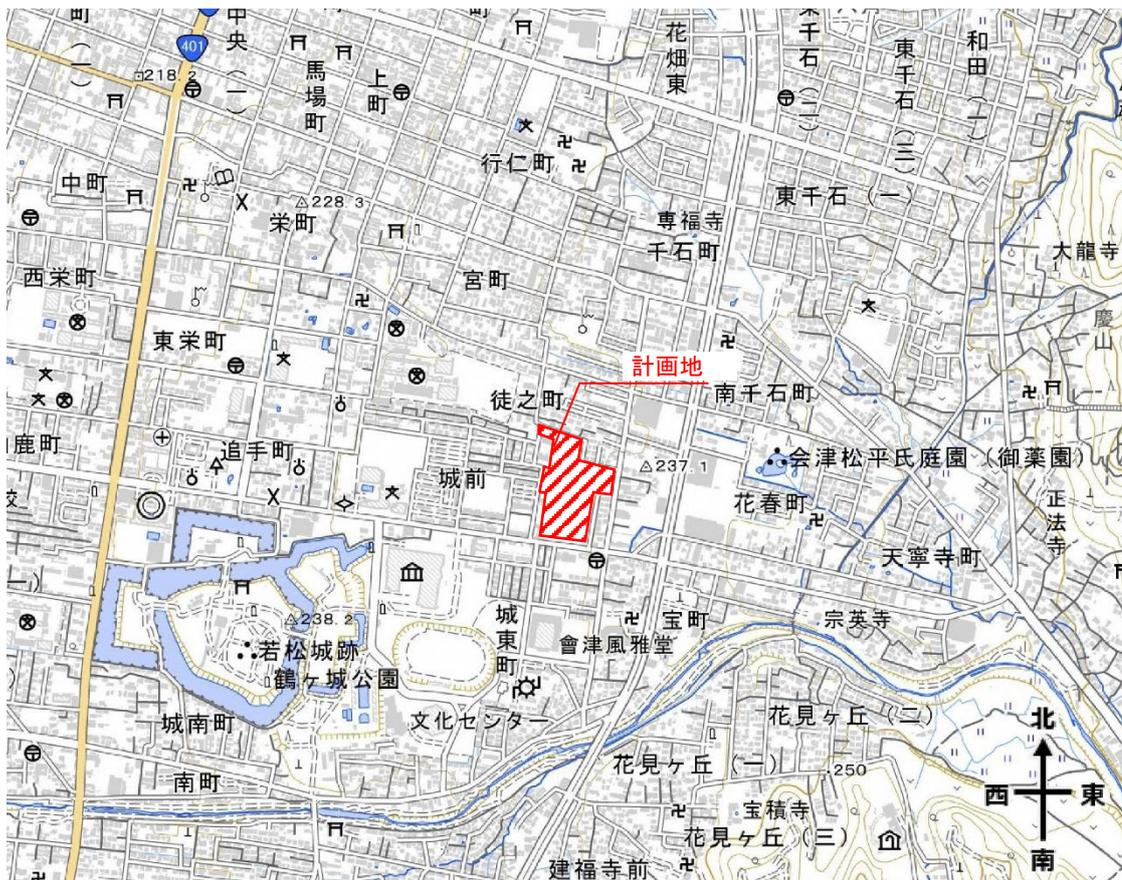 町
中央(一)
401
218.2
馬場町
上町
町
花畑東
東千石(三)
和田(一)
行仁町
中町
228.3
栄町
専福寺
千石町
東千石(一)
大龍寺
西栄町
宮町
慶山
東栄町
計画地
徒之町
南千石町
鹿町
追手町
城前
237.1
会津松平氏庭園(御薬園)
花春町
正法寺
天寧寺町
238.2
若松城跡
鶴ヶ城公園
城東町
宝町
會津風雅堂
宗英寺
城南町
文化センター
花見ヶ丘(二)
南町
花見ヶ丘(一)
250
宝積寺
花見ヶ丘(三)
建福寺前
北
西
東
南